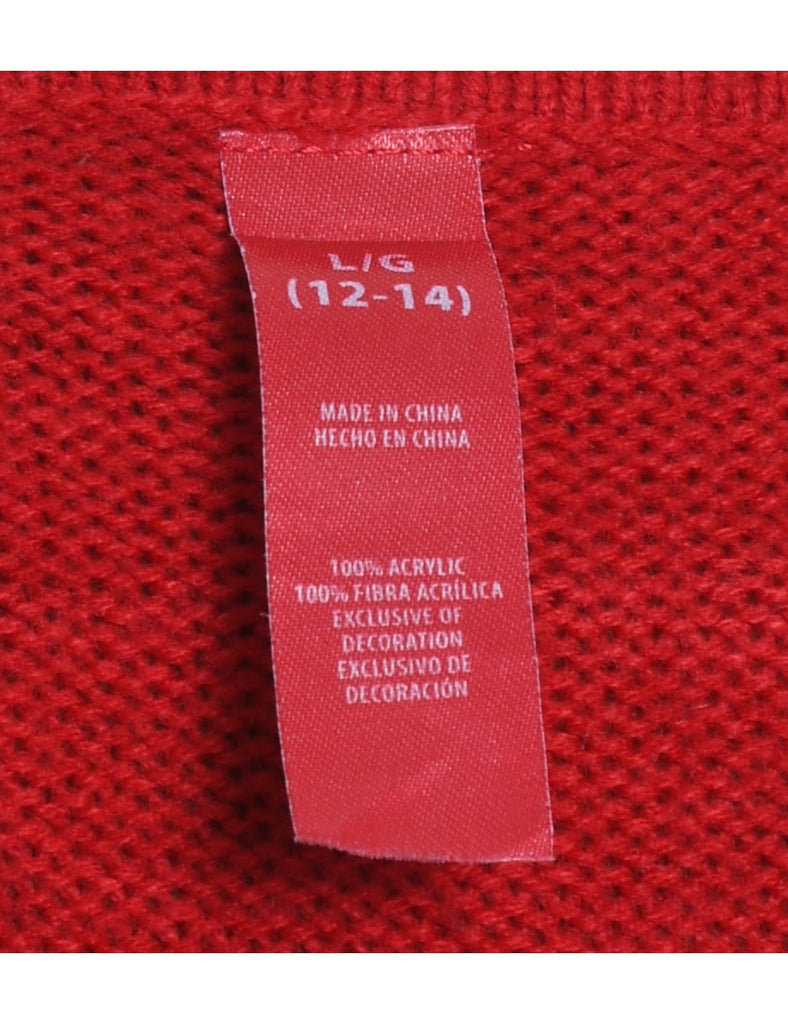 L/G
(12-14)
MADE IN CHINA
HECHO EN CHINA
100% ACRYLIC
100% FIBRA ACRÍLICA
EXCLUSIVE OF
DECORATION
EXCLUSIVO DE
DECORACIÓN